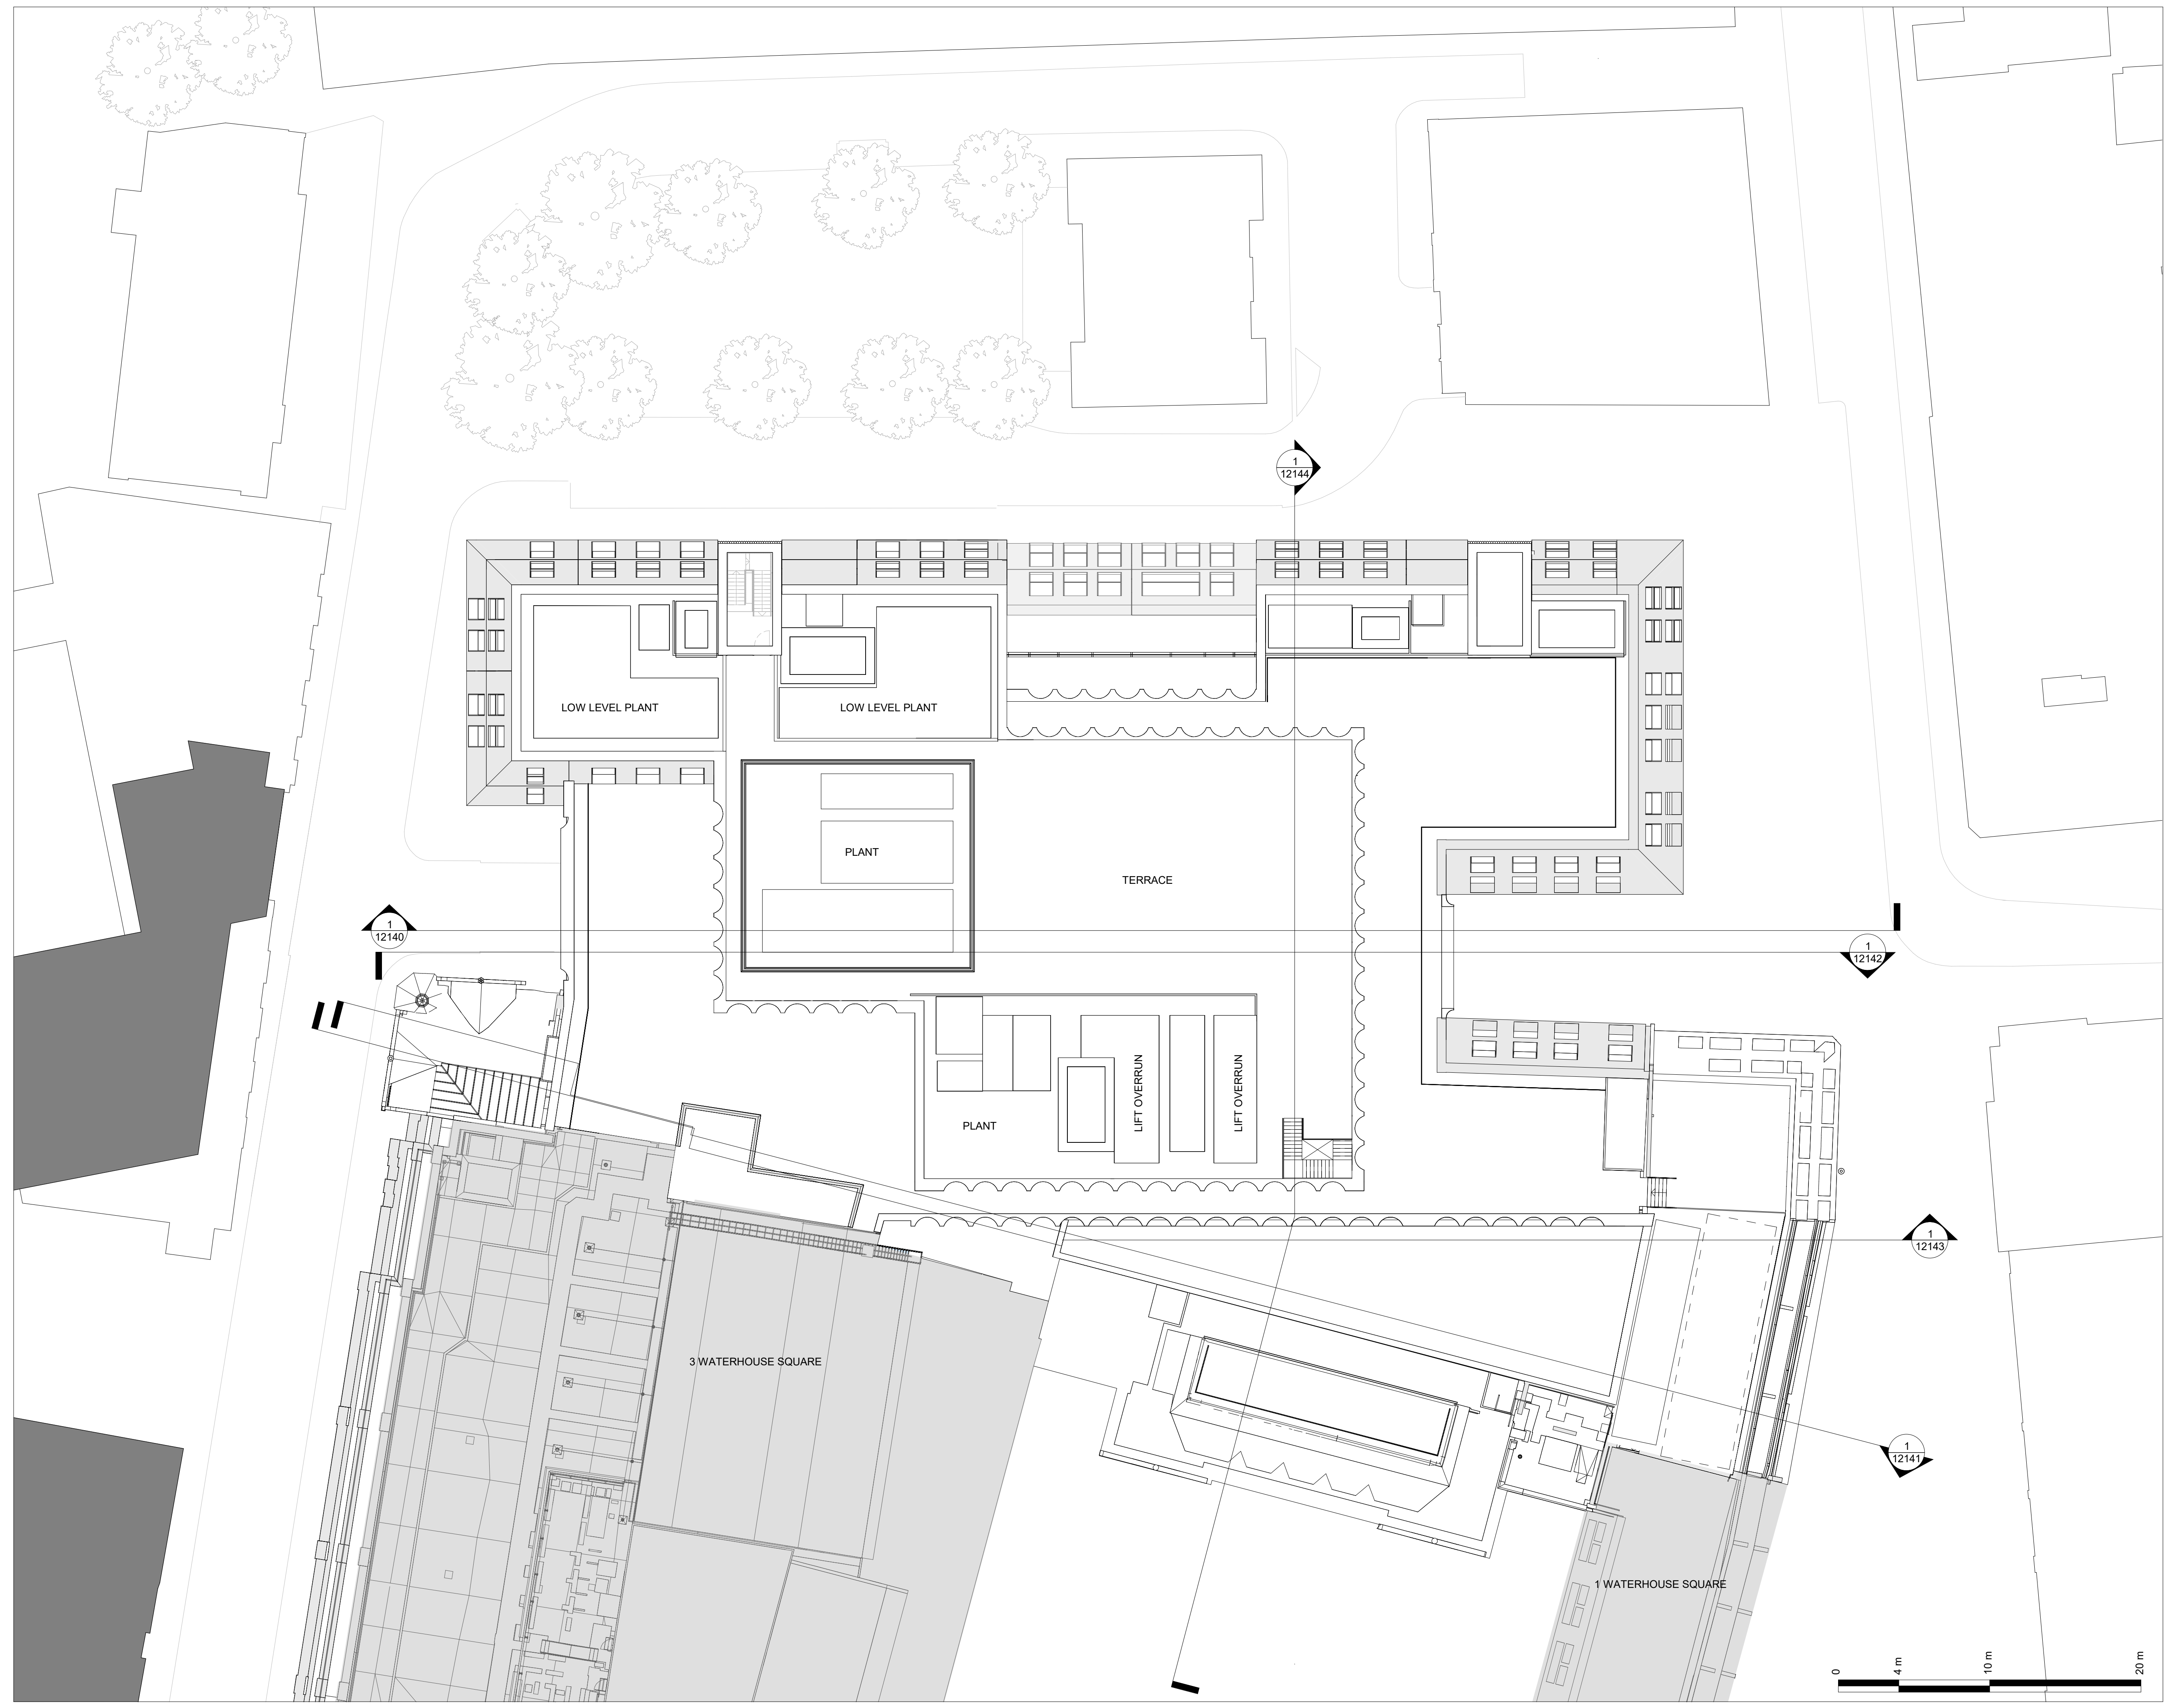 1
12144
LOW LEVEL PLANT
LOW LEVEL PLANT
PLANT
TERRACE
1
12140
1
12142
PLANT
LIFT OVERRUN
LIFT OVERRUN
1
12143
3 WATERHOUSE SQUARE
1
12141
1 WATERHOUSE SQUARE
0
4 m
10 m
20 m